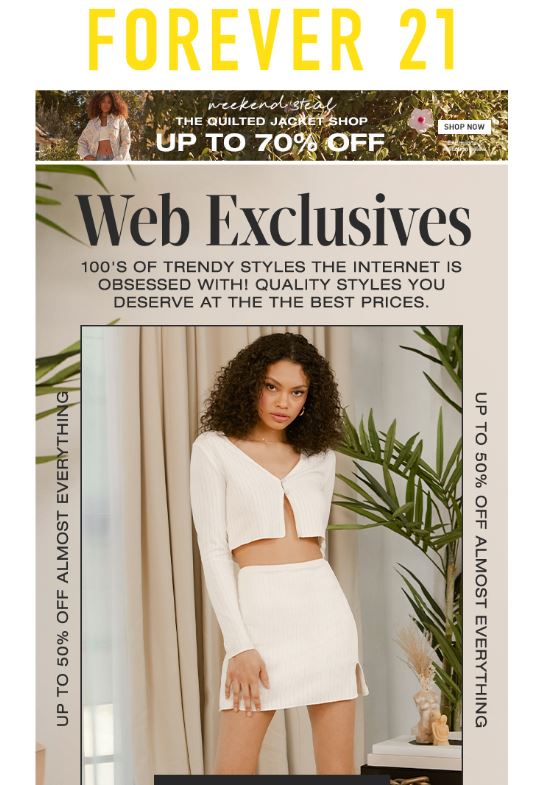 FOREVER 21
weekend steal
THE QUILTED JACKET SHOP
UP TO 70% OFF
SHOP NOW
Web Exclusives
100'S OF TRENDY STYLES THE INTERNET IS
OBSESSED WITH! QUALITY STYLES YOU
DESERVE AT THE THE BEST PRICES.
UP TO 50% OFF ALMOST EVERYTHING
UP TO 50% OFF ALMOST EVERYTHING